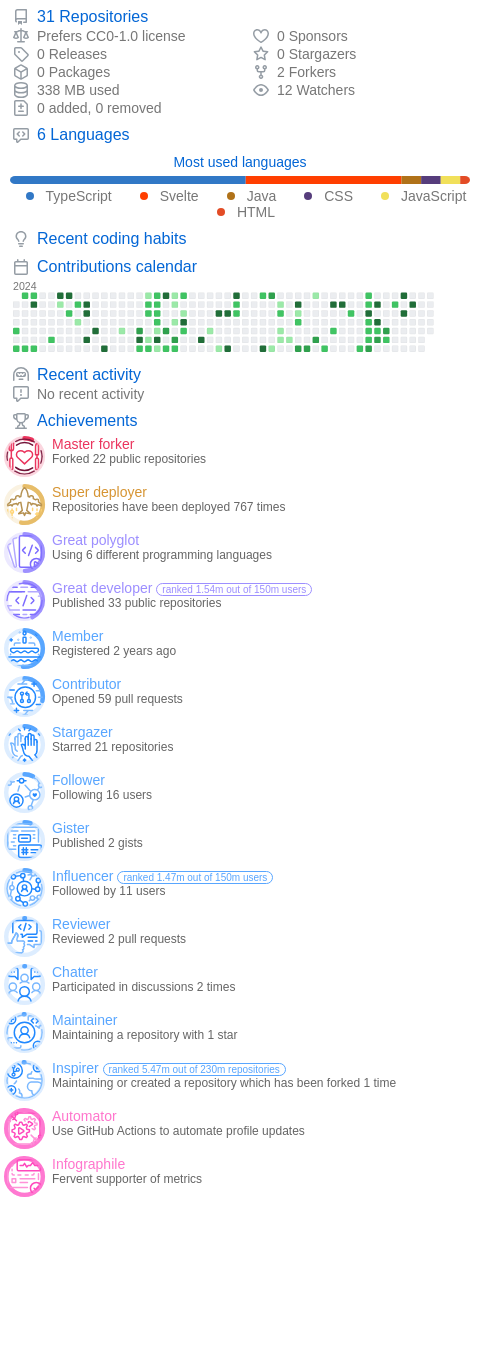 31 Repositories
Prefers CC0-1.0 license
0 Sponsors
0 Releases
0 Stargazers
0 Packages
2 Forkers
338 MB used
12 Watchers
0 added, 0 removed
6 Languages
Most used languages
TypeScript Svelte Java CSS JavaScript
HTML
Recent coding habits
Contributions calendar
2024
Recent activity
No recent activity
Achievements
Master forker
Forked 22 public repositories
Super deployer
Repositories have been deployed 767 times
Great polyglot
Using 6 different programming languages
Great developer ranked 1.54m out of 150m users
Published 33 public repositories
Member
Registered 2 years ago
Contributor
Opened 59 pull requests
Stargazer
Starred 21 repositories
Follower
Following 16 users
Gister
Published 2 gists
Influencer ranked 1.47m out of 150m users
Followed by 11 users
Reviewer
Reviewed 2 pull requests
Chatter
Participated in discussions 2 times
Maintainer
Maintaining a repository with 1 star
Inspirer ranked 5.47m out of 230m repositories
Maintaining or created a repository which has been forked 1 time
Automator
Use GitHub Actions to automate profile updates
Infographile
Fervent supporter of metrics